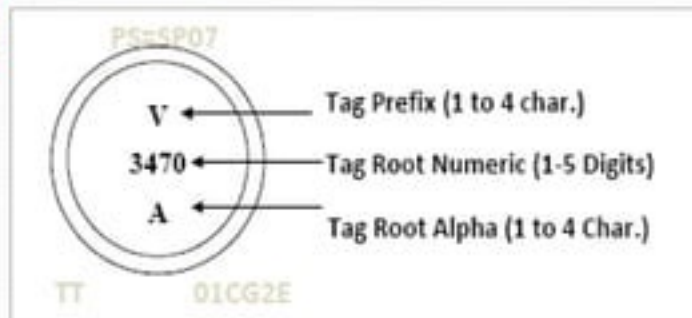 PS=SP07
V
Tag Prefix (1 to 4 char.)
3470
Tag Root Numeric (1-5 Digits)
A
Tag Root Alpha (1 to 4 Char.)
TT
01CG2E